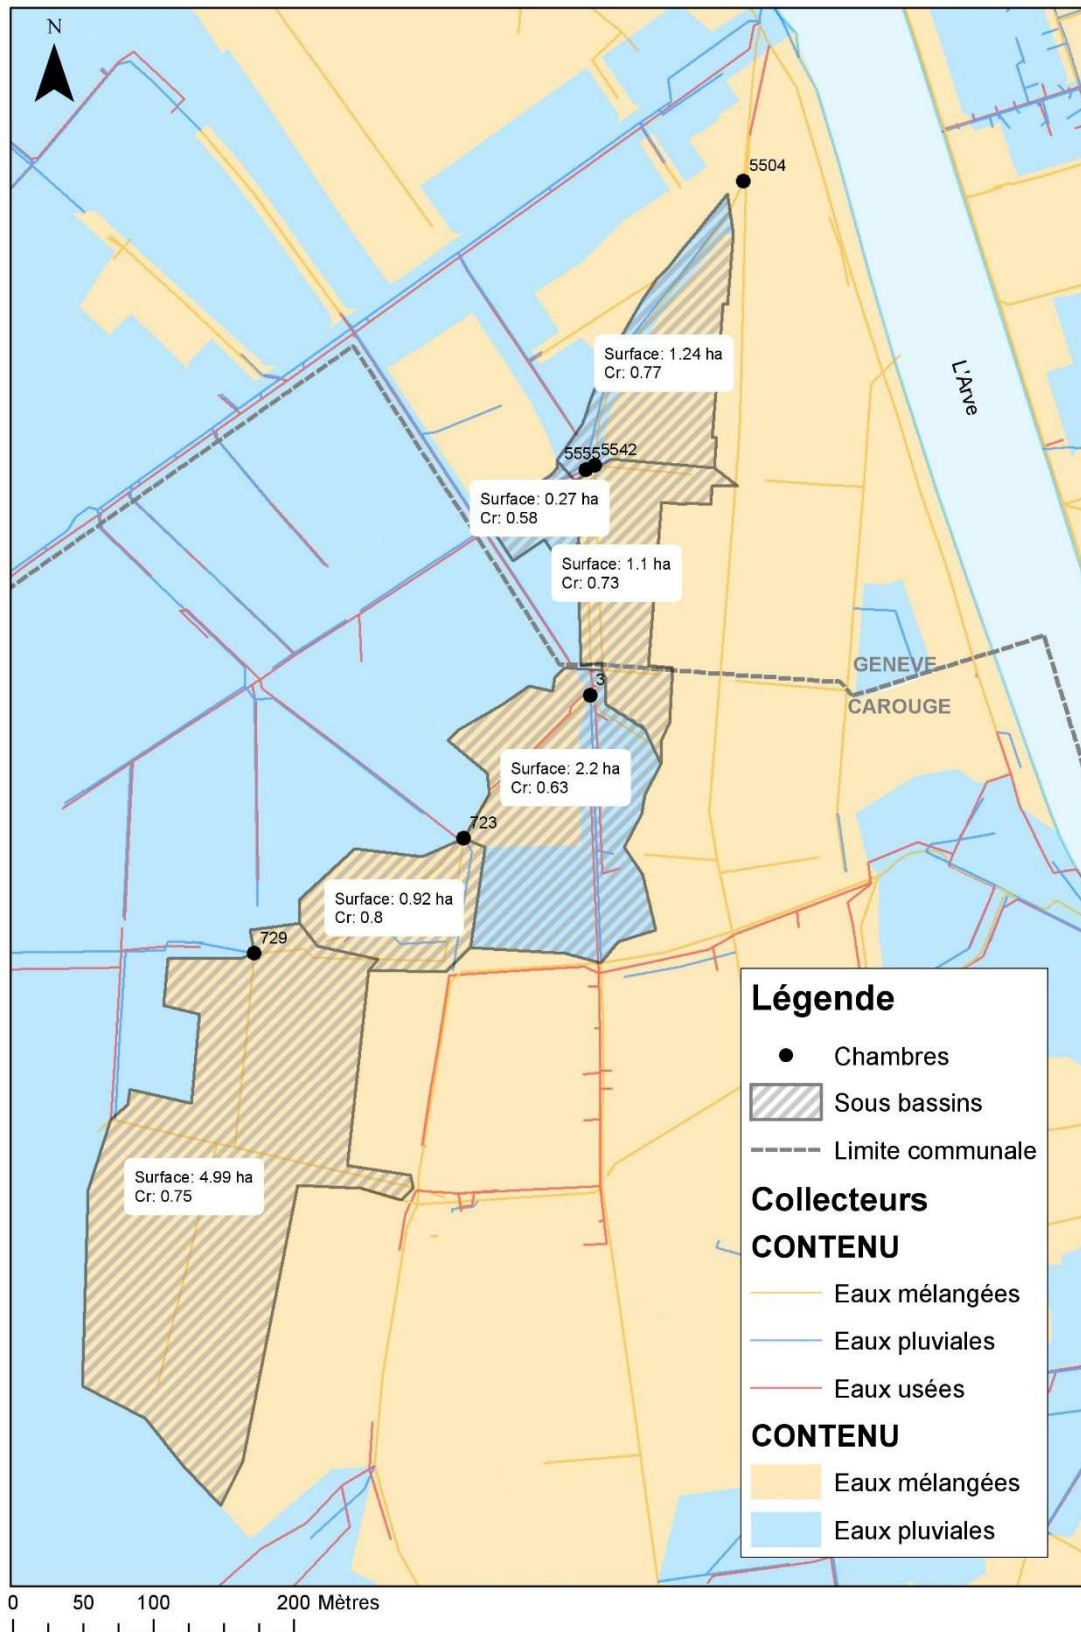 N
5504
Surface: 1.24 ha
Cr: 0.77
L'Arve
5555
5542
Surface: 0.27 ha
Cr: 0.58
Surface: 1.1 ha
Cr: 0.73
GENEVE
CAROUGE
3
Surface: 2.2 ha
Cr: 0.63
723
Surface: 0.92 ha
Cr: 0.8
729
Surface: 4.99 ha
Cr: 0.75
Légende
Chambres
Sous bassins
Limite communale
Collecteurs
CONTENU
Eaux mélangées
Eaux pluviales
Eaux usées
CONTENU
Eaux mélangées
Eaux pluviales
0 50 100 200 Mètres